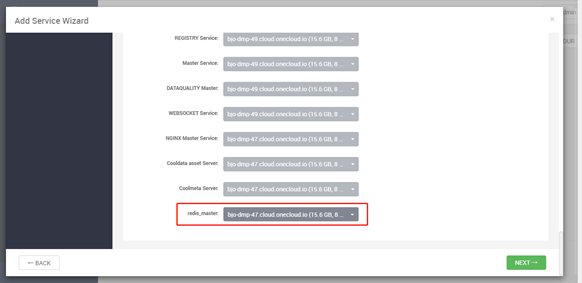 Add Service Wizard
×
REGISTRY Service: bjo-dmp-49.cloud.onecloud.io (15.6 GB, 8 ...
Master Service: bjo-dmp-49.cloud.onecloud.io (15.6 GB, 8 ...
DATAQUALITY Master: bjo-dmp-49.cloud.onecloud.io (15.6 GB, 8 ...
WEBSOCKET Service: bjo-dmp-49.cloud.onecloud.io (15.6 GB, 8 ...
NGINX Master Service: bjo-dmp-47.cloud.onecloud.io (15.6 GB, 8 ...
Cooldata asset Server: bjo-dmp-47.cloud.onecloud.io (15.6 GB, 8 ...
Coolmeta Server: bjo-dmp-47.cloud.onecloud.io (15.6 GB, 8 ...
redis_master: bjo-dmp-47.cloud.onecloud.io (15.6 GB, 8 ...
← BACK
NEXT →